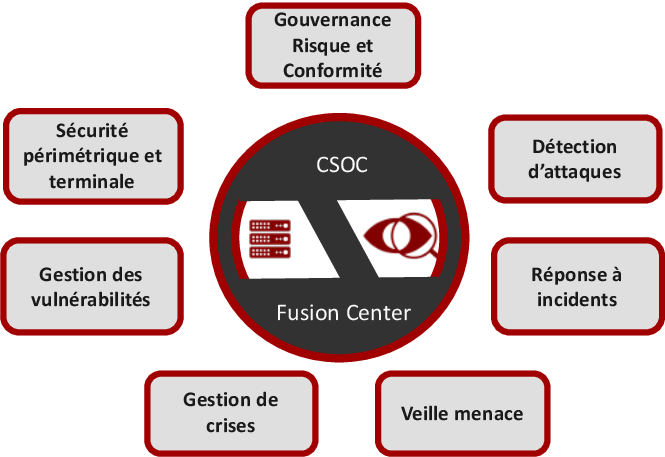 Gouvernance
Risque et
Conformité
Sécurité
périmétrique et
terminale
CSOC
Détection
d’attaques
Gestion des
vulnérabilités
Fusion Center
Réponse à
incidents
Gestion de
crises
Veille menace